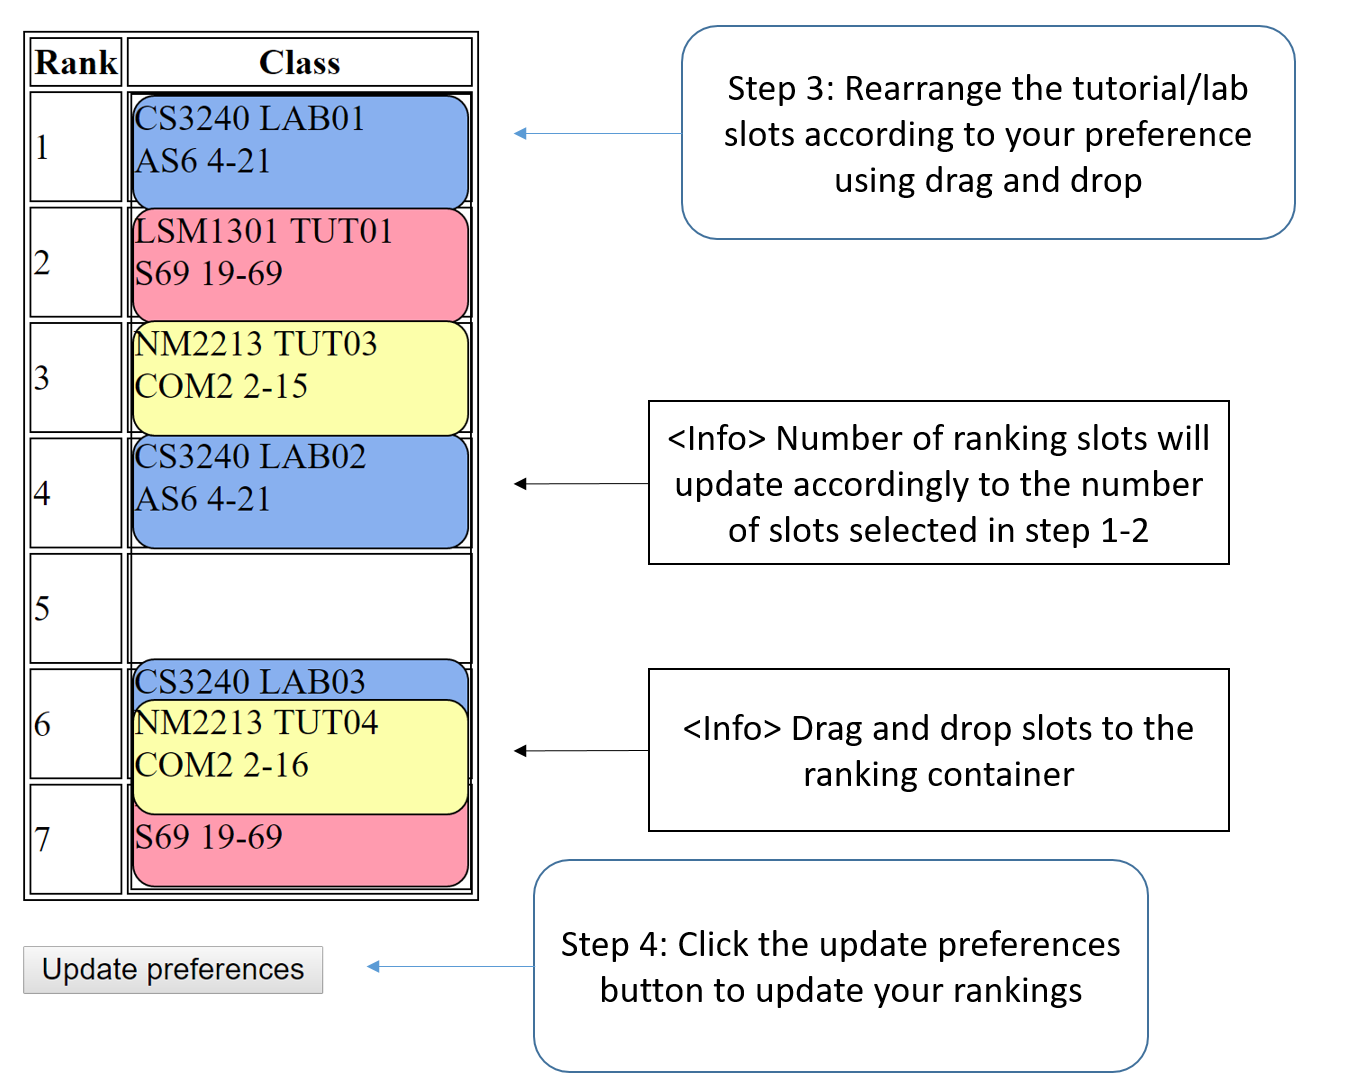 Rank Class
1
CS3240 LAB01
AS6 4-21
2
LSM1301 TUT01
S69 19-69
3
NM2213 TUT03
COM2 2-15
4
CS3240 LAB02
AS6 4-21
5
6
CS3240 LAB03
NM2213 TUT04
COM2 2-16
7
S69 19-69
Update preferences
Step 3: Rearrange the tutorial/lab
slots according to your preference
using drag and drop
<Info> Number of ranking slots will
update accordingly to the number
of slots selected in step 1-2
<Info> Drag and drop slots to the
ranking container
Step 4: Click the update preferences
button to update your rankings